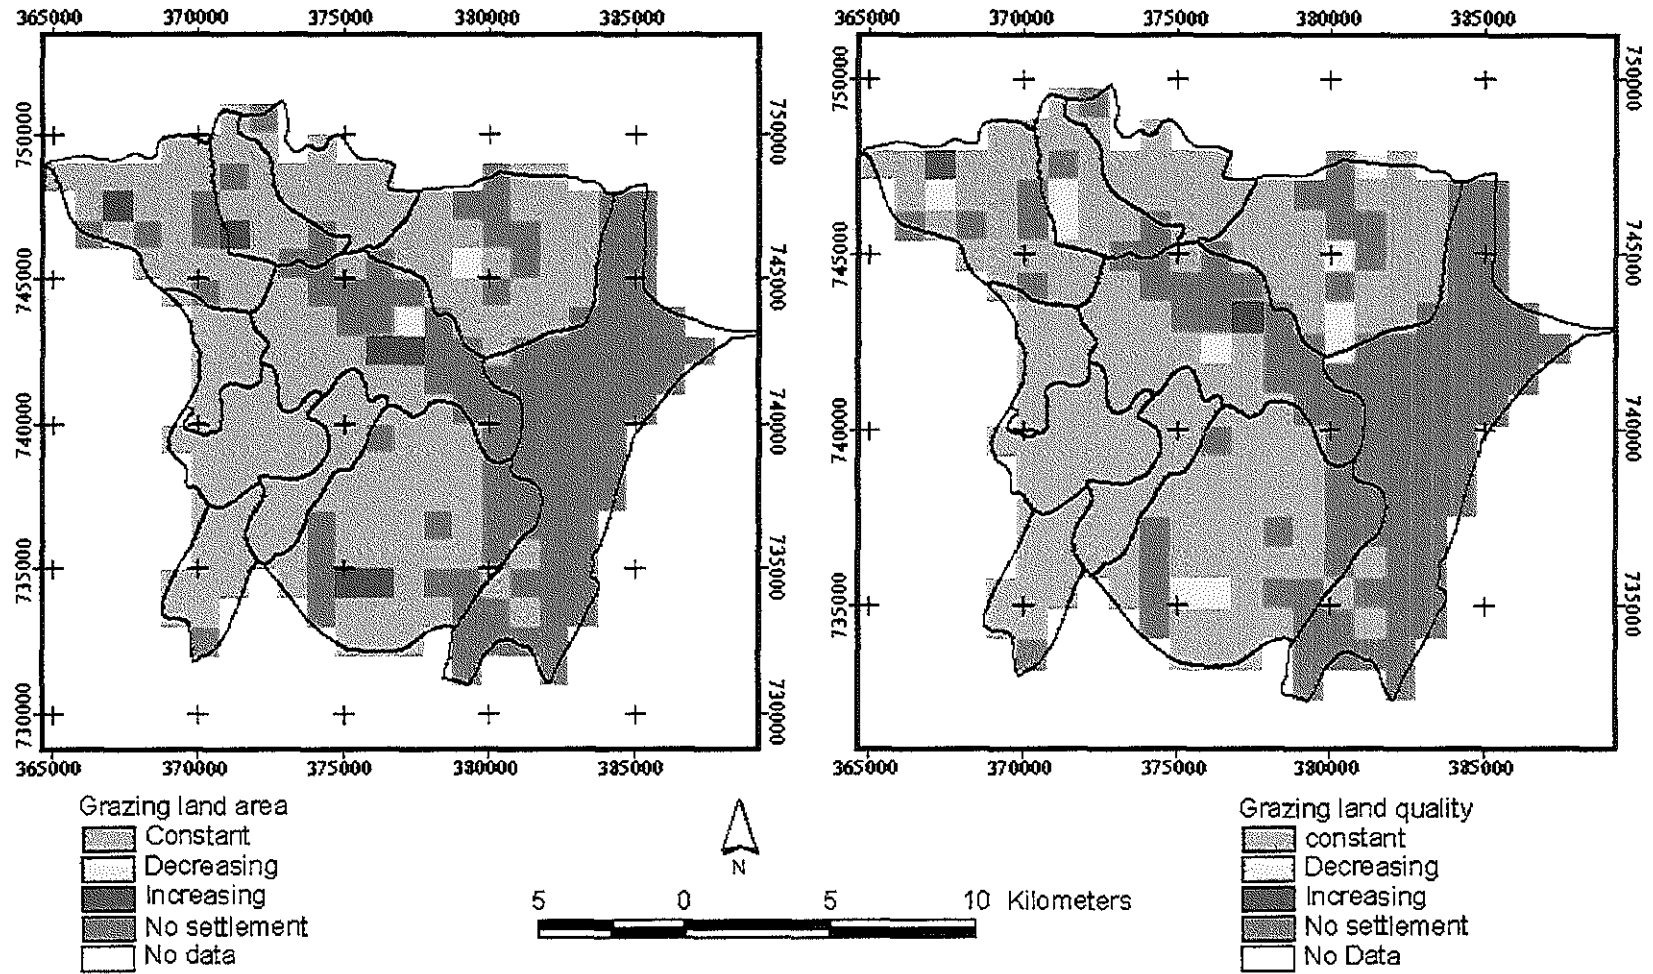 365000 370000 375000 380000 385000
750000
745000
740000
735000
730000
750000
745000
740000
735000
730000
365000 370000 375000 380000 385000
365000 370000 375000 380000 385000
750000
745000
740000
735000
750000
745000
740000
735000
365000 370000 375000 380000 385000
Grazing land area
Constant
Decreasing
Increasing
No settlement
No data
N
5 0 5 10 Kilometers
Grazing land quality
constant
Decreasing
Increasing
No settlement
No Data